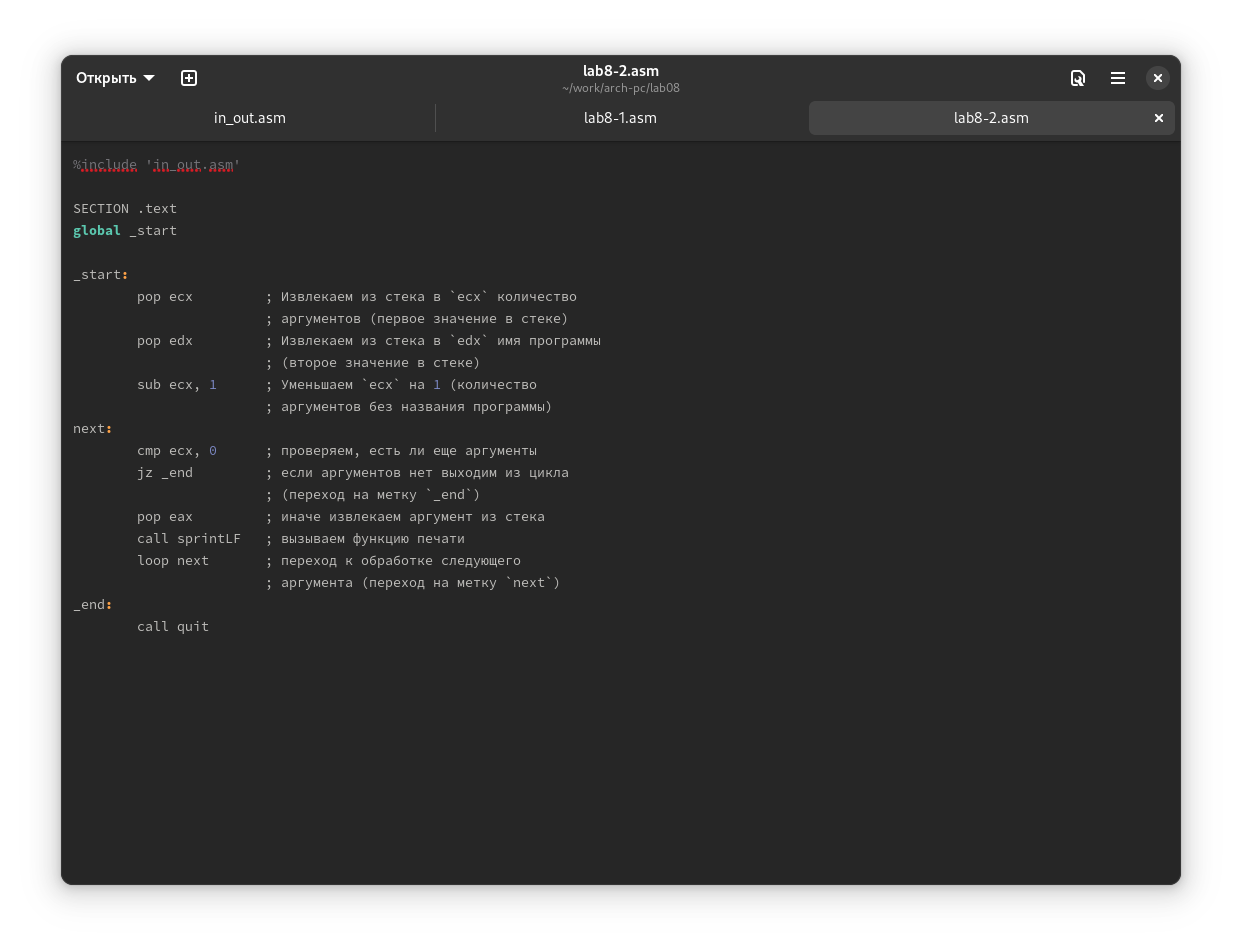 Открыть
lab8-2.asm
~/work/arch-pc/lab08
in_out.asm
lab8-1.asm
lab8-2.asm
%include 'in_out.asm'
SECTION .text
global _start
_start:
pop ecx ; Извлекаем из стека в `ecx` количество
; аргументов (первое значение в стеке)
pop edx ; Извлекаем из стека в `edx` имя программы
; (второе значение в стеке)
sub ecx, 1 ; Уменьшаем `ecx` на 1 (количество
; аргументов без названия программы)
next:
cmp ecx, 0 ; проверяем, есть ли еще аргументы
jz _end ; если аргументов нет выходим из цикла
; (переход на метку `_end`)
pop eax ; иначе извлекаем аргумент из стека
call sprintLF ; вызываем функцию печати
loop next ; переход к обработке следующего
; аргумента (переход на метку `next`)
_end:
call quit